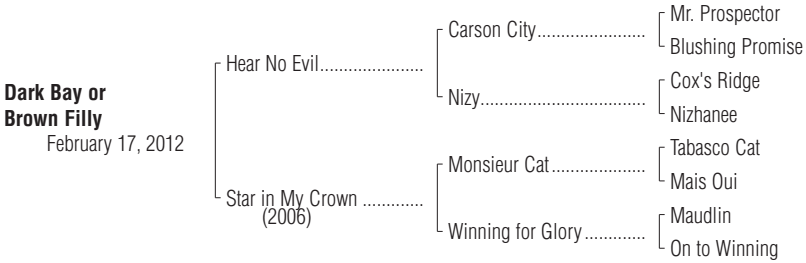 Mr. Prospector
Carson City.......................
Blushing Promise
Hear No Evil......................
Cox's Ridge
Nizy...................................
Nizhanee
Dark Bay or
Brown Filly
February 17, 2012
Tabasco Cat
Monsieur Cat....................
Mais Oui
Star in My Crown .............
(2006)
Maudlin
Winning for Glory.............
On to Winning